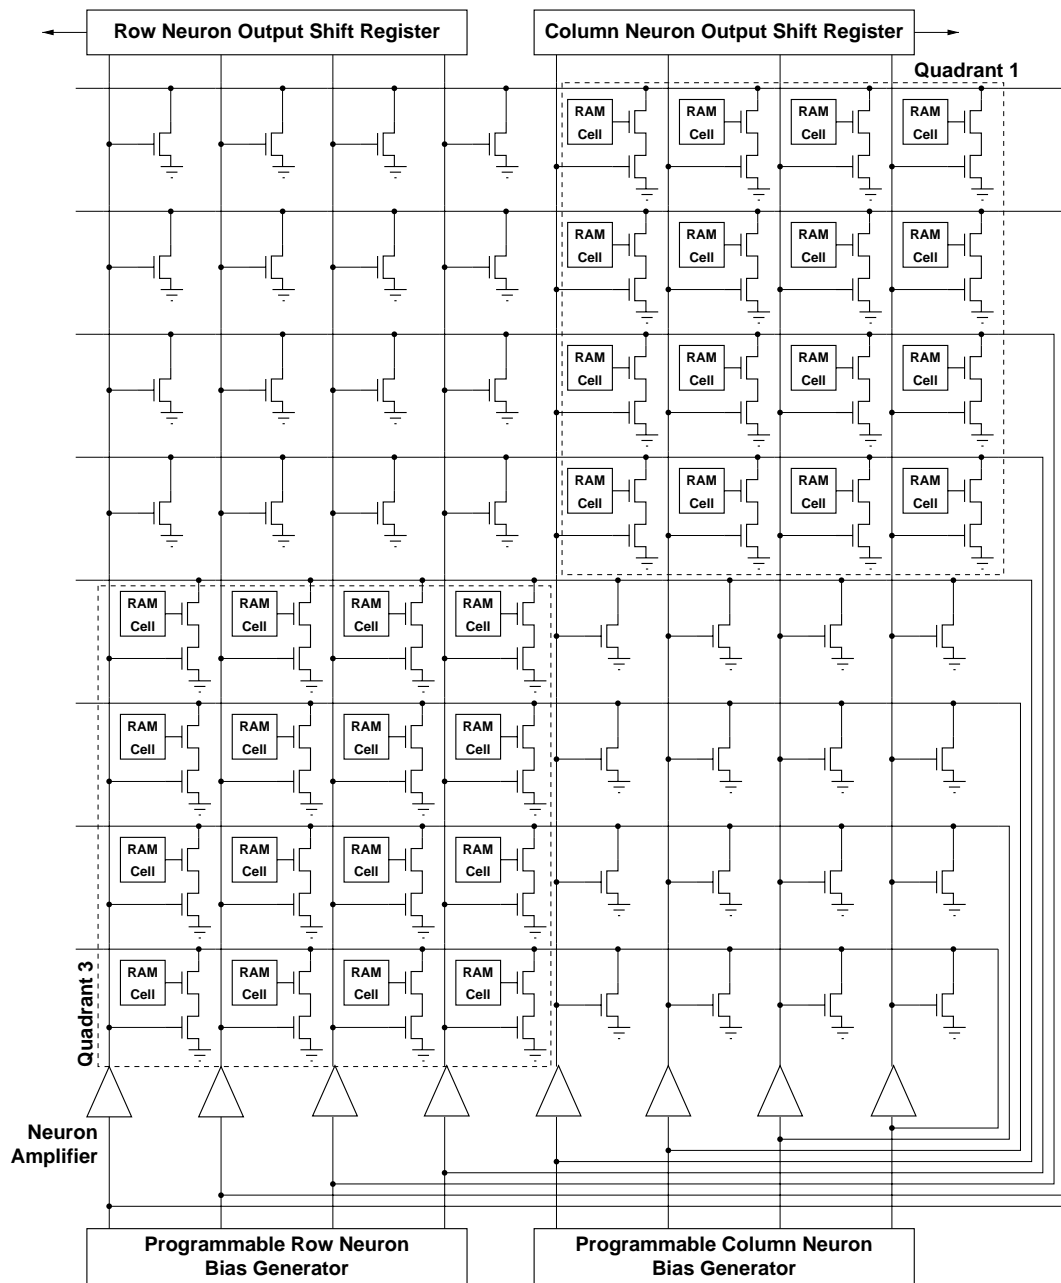 Row Neuron Output Shift Register
Column Neuron Output Shift Register
Quadrant 1
RAM RAM RAM RAM
Cell Cell Cell Cell
RAM RAM RAM RAM
Cell Cell Cell Cell
RAM RAM RAM RAM
Cell Cell Cell Cell
RAM RAM RAM RAM
Cell Cell Cell Cell
RAM RAM RAM RAM
Cell Cell Cell Cell
RAM RAM RAM RAM
Cell Cell Cell Cell
RAM RAM RAM RAM
Cell Cell Cell Cell
RAM RAM RAM RAM
Cell Cell Cell Cell
Quadrant 3
Neuron
Amplifier
Programmable Row Neuron
Bias Generator
Programmable Column Neuron
Bias Generator